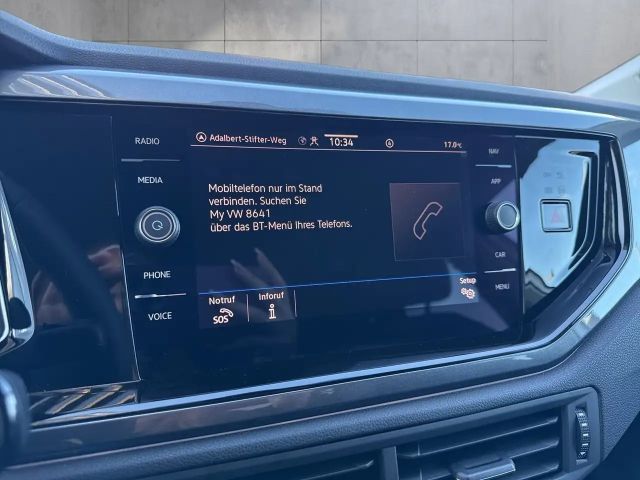 RADIO
MEDIA
PHONE
VOICE
Adalbert-Stifter-Weg 10:34 17.0°C
Mobiltelefon nur im Stand
verbinden. Suchen Sie
My VW 8641
über das BT-Menü Ihres Telefons.
Notruf
SOS
Inforuf
i
Setup
NAV
APP
CAR
MENU